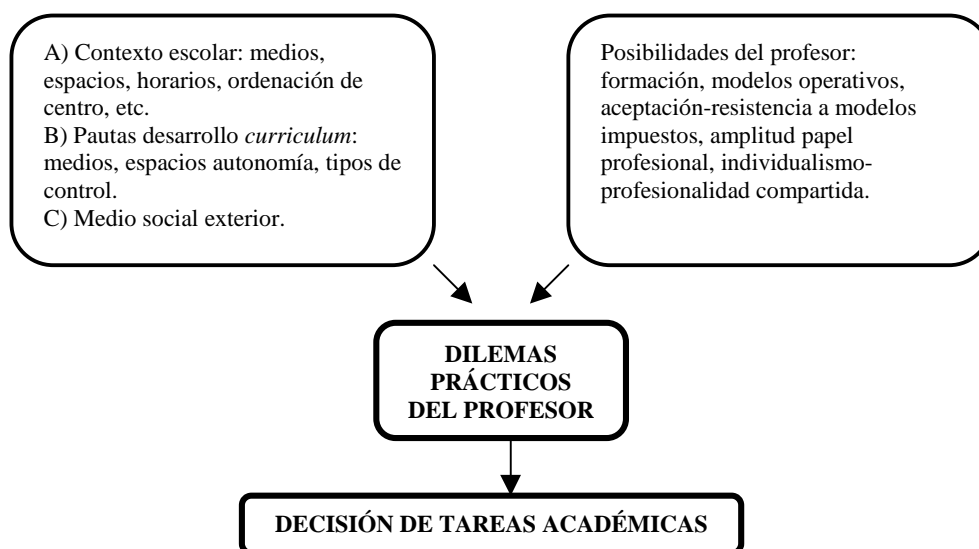 A) Contexto escolar: medios,
espacios, horarios, ordenación de
centro, etc.
B) Pautas desarrollo curriculum:
medios, espacios autonomía, tipos de
control.
C) Medio social exterior.
Posibilidades del profesor:
formación, modelos operativos,
aceptación-resistencia a modelos
impuestos, amplitud papel
profesional, individualismo-
profesionalidad compartida.
DILEMAS
PRÁCTICOS
DEL PROFESOR
DECISIÓN DE TAREAS ACADÉMICAS